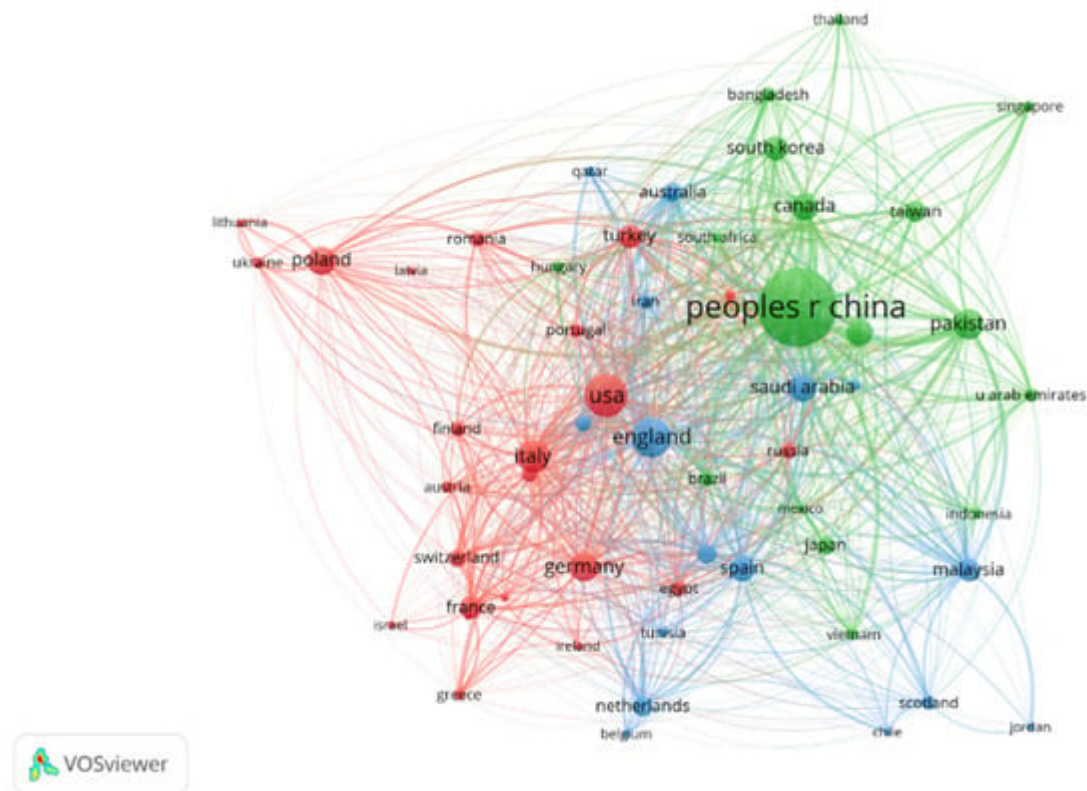 thailand
bangladesh
singapore
south korea
qatar
australia
canada
taiwan
lithuania
romania
turkey
south africa
ukraine
poland
latvia
hungary
iran
peoples r china
pakistan
portugal
saudi arabia
usa
u arab emirates
finland
england
italy
russia
austria
brazil
mexico
indonesia
japan
switzerland
germany
spain
malaysia
egypt
france
israel
ireland
tunisia
vietnam
greece
netherlands
scotland
belgium
chile
jordan
VOSviewer